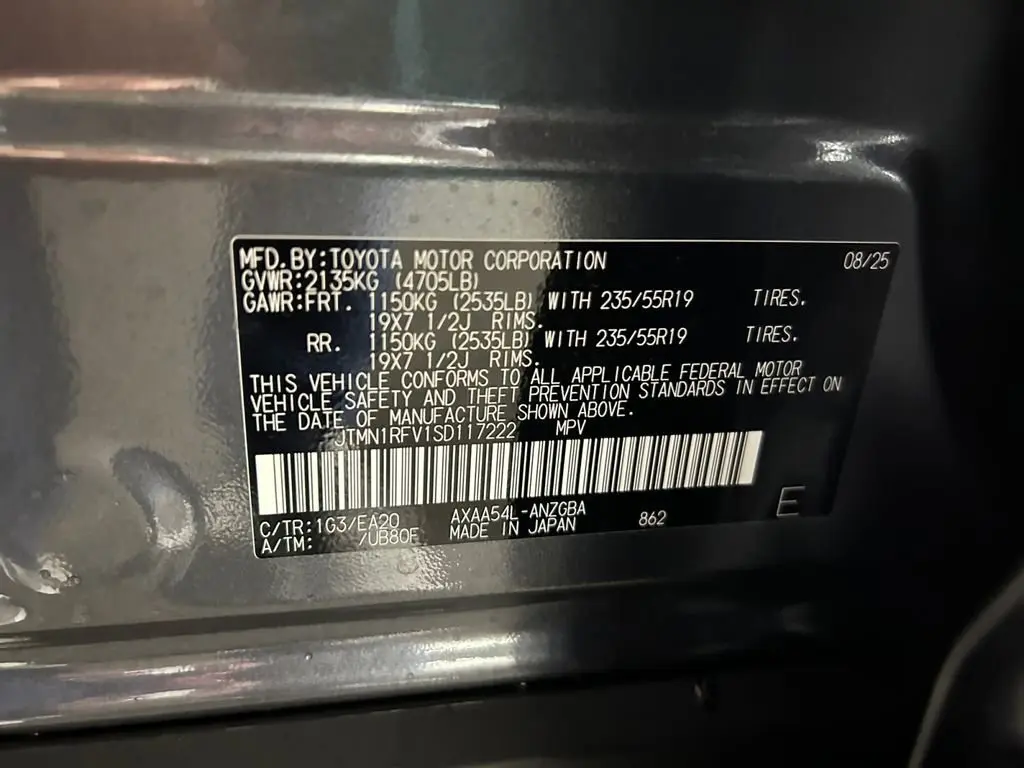 MFD.BY:TOYOTA MOTOR CORPORATION 08/25
GVWR:2135KG (4705LB)
GAWR:FRT. 1150KG (2535LB) WITH 235/55R19 TIRES.
19X7 1/2J RIMS.
RR. 1150KG (2535LB) WITH 235/55R19 TIRES.
19X7 1/2J RIMS.
THIS VEHICLE CONFORMS TO ALL APPLICABLE FEDERAL MOTOR
VEHICLE SAFETY AND THEFT PREVENTION STANDARDS IN EFFECT ON
THE DATE OF MANUFACTURE SHOWN ABOVE.
JTMN1RFV1SD117222 MPV
C/TR:1G3/EA20 AXAA54L-ANZGBA 862 E
A/TM: /UB80F MADE IN JAPAN